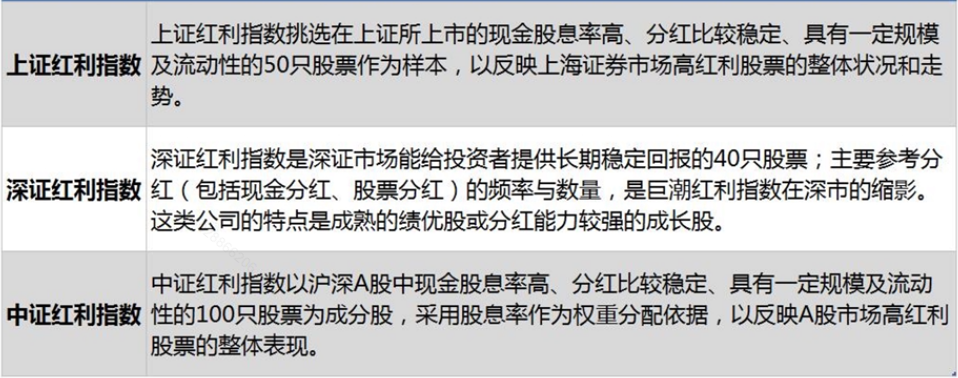 上证红利指数
上证红利指数挑选在上证所上市的现金股息率高、分红比较稳定、具有一定规模
及流动性的50只股票作为样本，以反映上海证券市场高红利股票的整体状况和走
势。
深证红利指数
深证红利指数是深证市场能给投资者提供长期稳定回报的40只股票；主要参考分
红（包括现金分红、股票分红）的频率与数量，是巨潮红利指数在深市的缩影。
这类公司的特点是成熟的绩优股或分红能力较强的成长股。
中证红利指数
中证红利指数以沪深A股中现金股息率高、分红比较稳定、具有一定规模及流动
性的100只股票为成分股，采用股息率作为权重分配依据，以反映A股市场高红利
股票的整体表现。